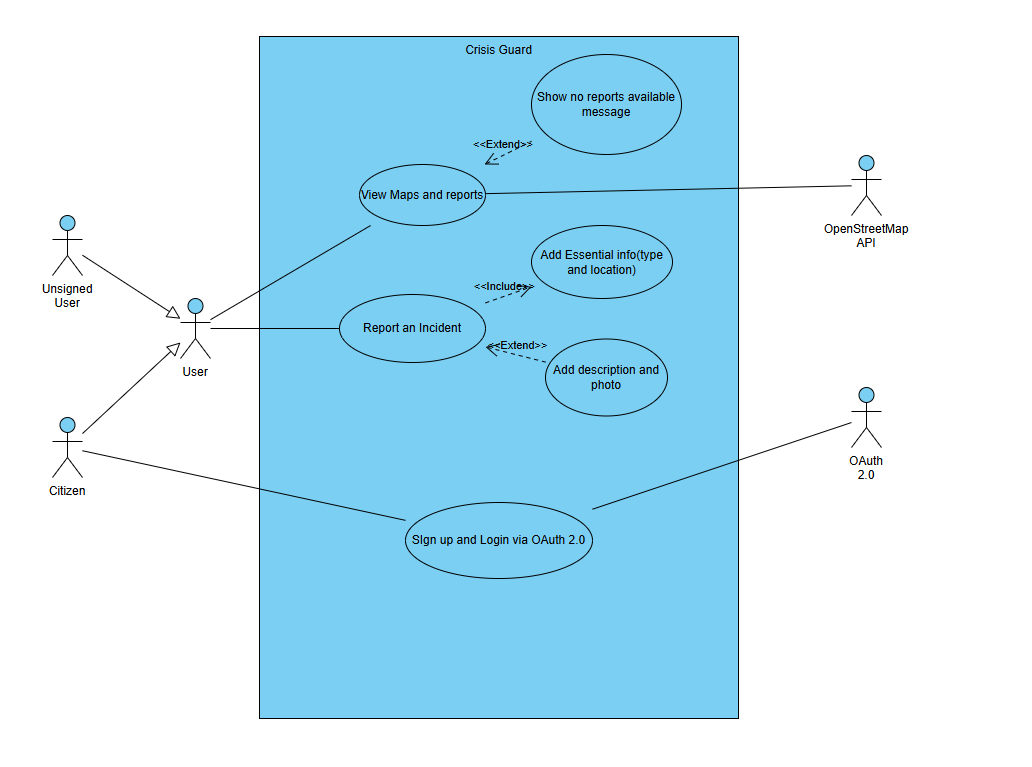 Crisis Guard
Show no reports available
message
<<Extend>>
View Maps and reports
OpenStreetMap
API
Add Essential info(type
and location)
Unsigned
User
<<Include>>
Report an Incident
<<Extend>>
User
Add description and
photo
OAuth
2.0
Citizen
SIgn up and Login via OAuth 2.0